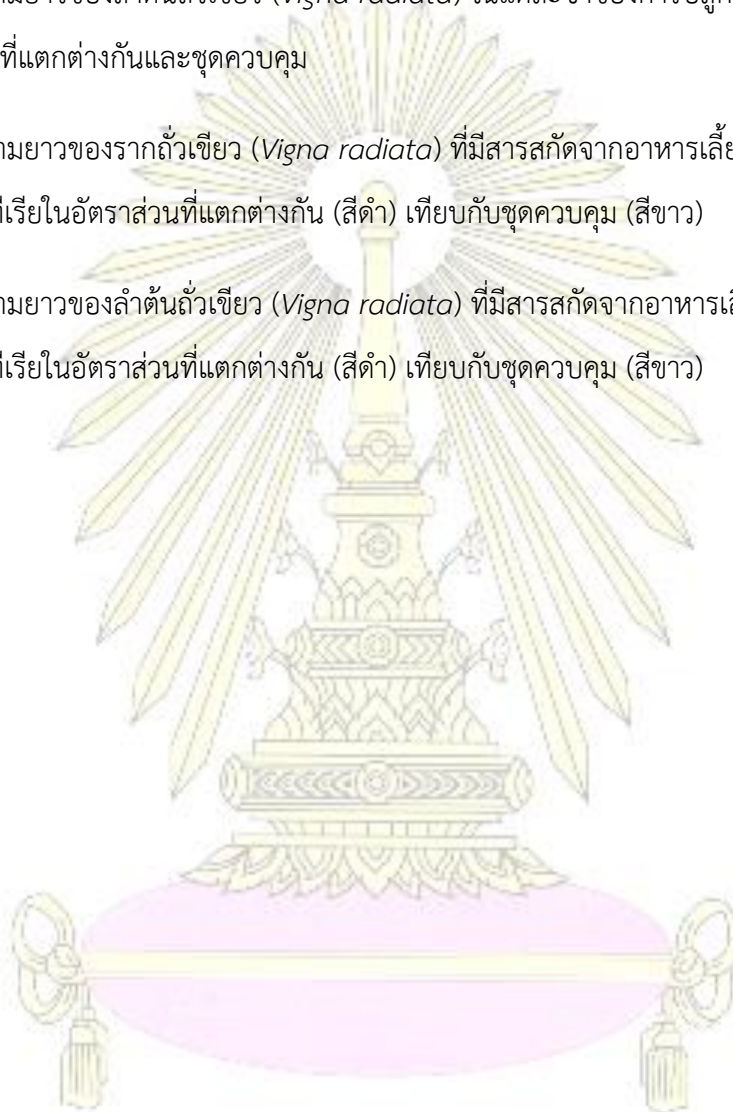 ที่แตกต่างกันและชุดควบคุม
ามยาวของรากถั่วเขียว (Vigna radiata) ที่มีสารสกัดจากอาหารเลี้ย
ทีเรียในอัตราส่วนที่แตกต่างกัน (สีดำ) เทียบกับชุดควบคุม (สีขาว)
ามยาวของลำต้นถั่วเขียว (Vigna radiata) ที่มีสารสกัดจากอาหารเลี้
ทีเรียในอัตราส่วนที่แตกต่างกัน (สีดำ) เทียบกับชุดควบคุม (สีขาว)